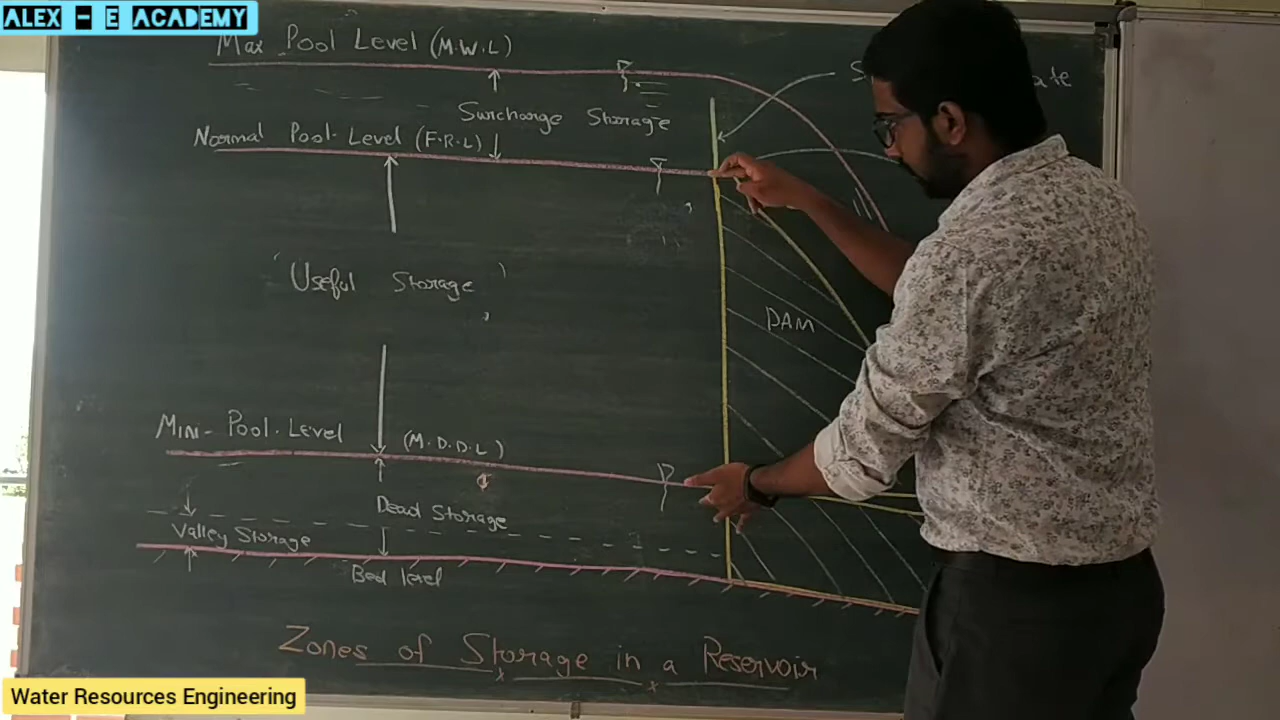 ALEX - E ACADEMY
Max Pool Level (M.W.L)
Surcharge Storage
Normal Pool Level (F.R.L)
'Useful Storage'
DAM
Mini- Pool Level (M.D.D.L)
Dead Storage
Valley Storage
Bed level
Zones of Storage in a Reservoir
Water Resources Engineering